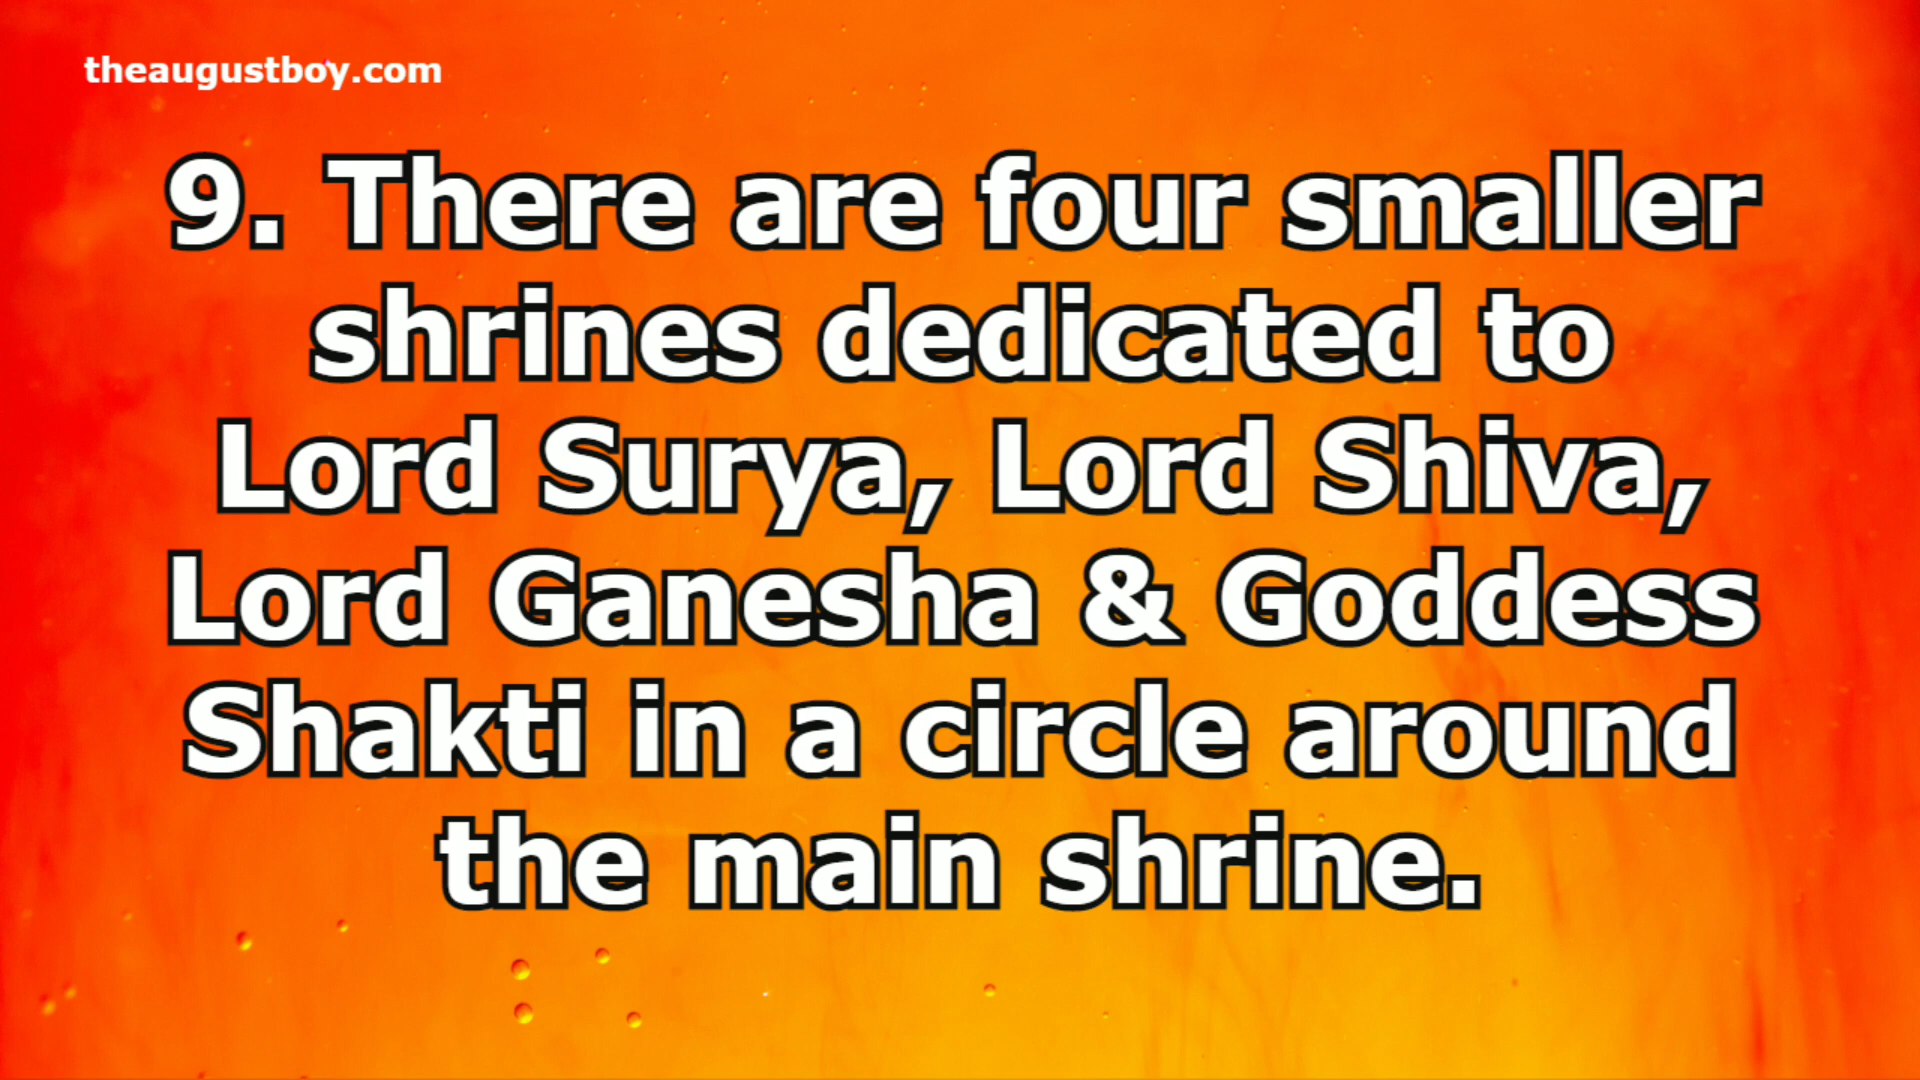 theaugustboy.com
9. There are four smaller
shrines dedicated to
Lord Surya, Lord Shiva,
Lord Ganesha & Goddess
Shakti in a circle around
the main shrine.